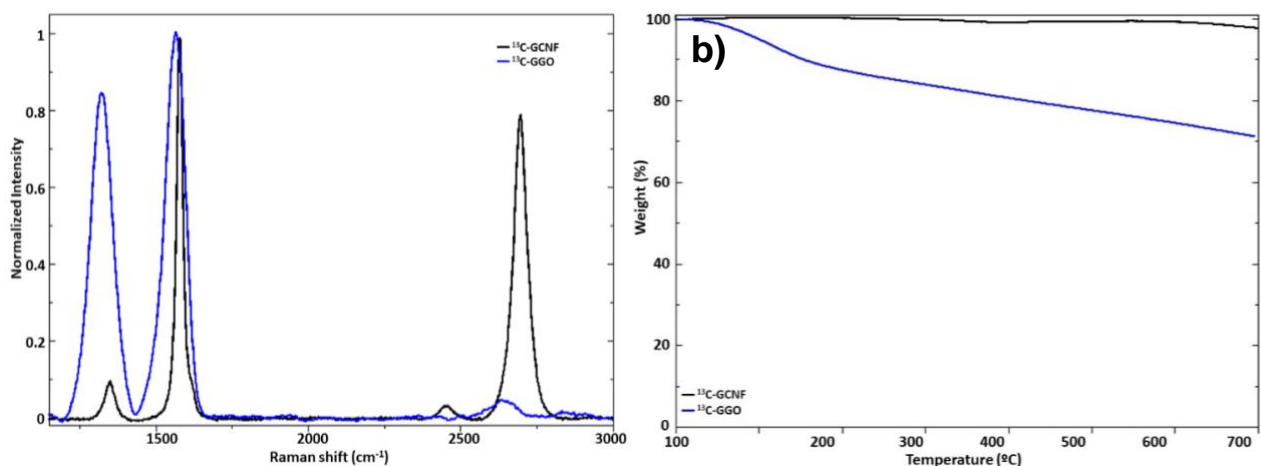 1
0.8
0.6
0.4
0.2
0
Normalized Intensity
¹³C-GCNF
¹³C-GGO
1500
2000
2500
3000
Raman shift (cm⁻¹)
b)
100
80
60
40
20
0
Weight (%)
¹³C-GCNF
¹³C-GGO
100
200
300
400
500
600
700
Temperature (ºC)